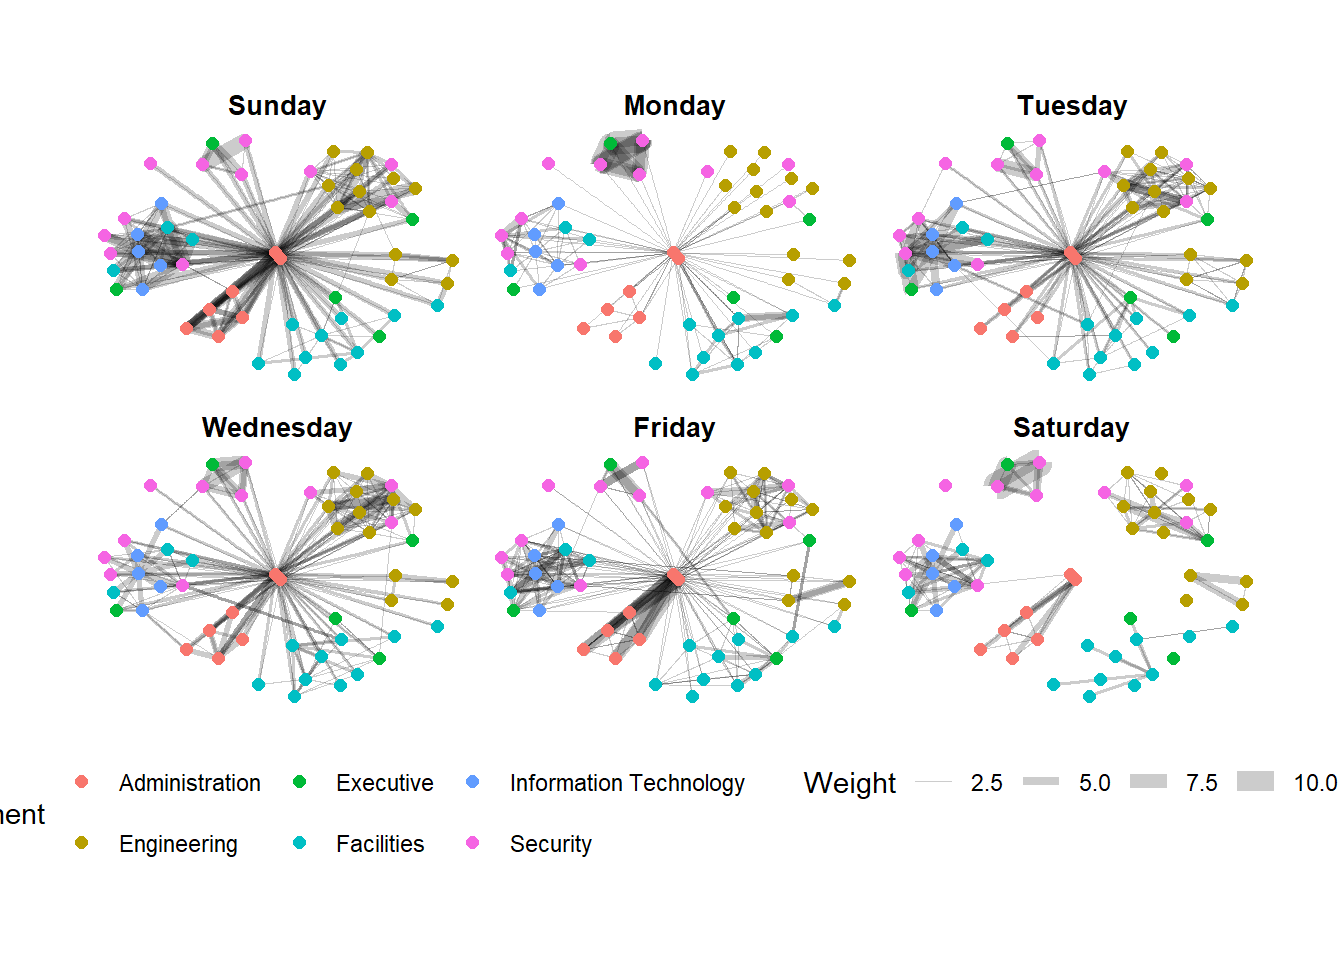 Sunday Monday Tuesday
Wednesday Friday Saturday
Administration Executive Information Technology Weight 2.5 5.0 7.5 10.0
Engineering Facilities Security